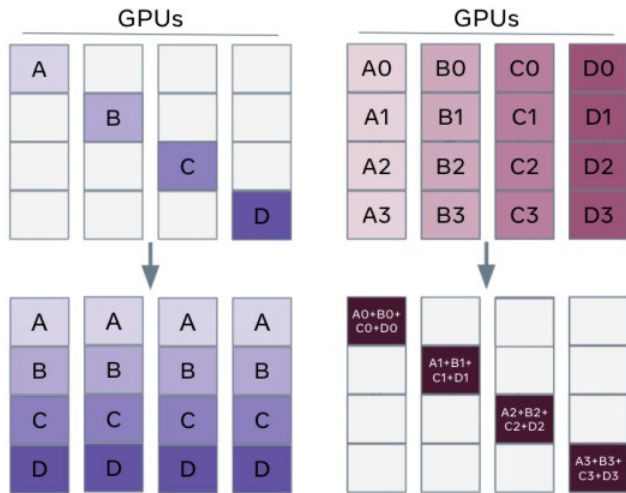 GPUs
A
B
C
D
A A A A
B B B B
C C C C
D D D D
GPUs
A0 B0 C0 D0
A1 B1 C1 D1
A2 B2 C2 D2
A3 B3 C3 D3
A0+B0+
C0+D0
A1+B1+
C1+D1
A2+B2+
C2+D2
A3+B3+
C3+D3